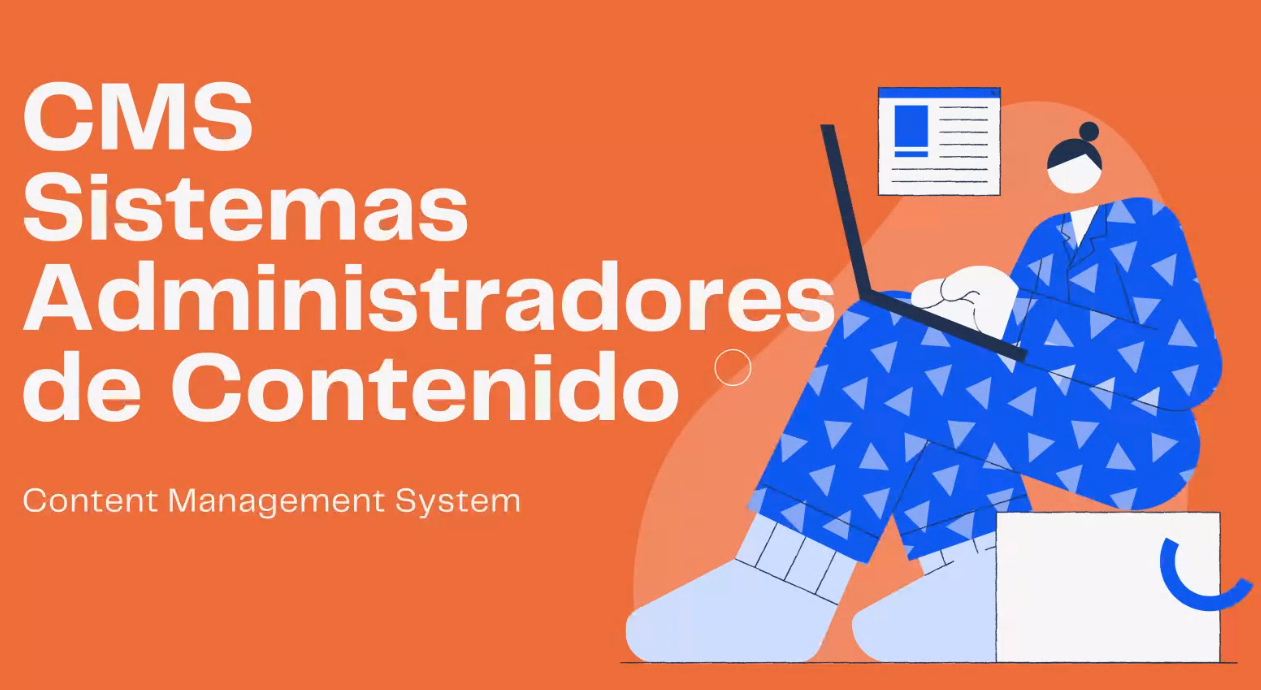 CMS
Sistemas
Administradores
de Contenido
Content Management System